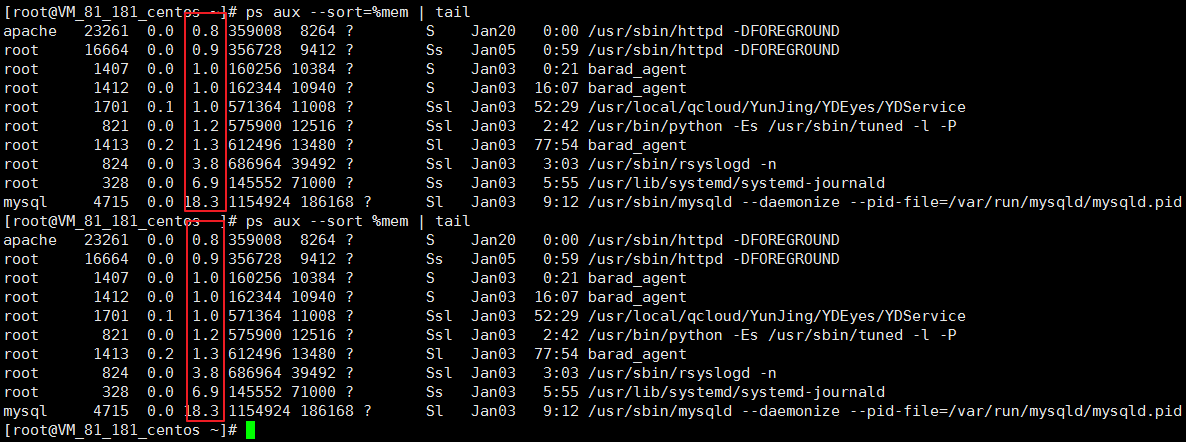 [root@VM_81_181_centos ~]# ps aux --sort=%mem | tail
apache   23261  0.0  0.8 359008  8264 ?        S    Jan20   0:00 /usr/sbin/httpd -DFOREGROUND
root     16664  0.0  0.9 356728  9412 ?        Ss   Jan05   0:59 /usr/sbin/httpd -DFOREGROUND
root      1407  0.0  1.0 160256 10384 ?        S    Jan03   0:21 barad_agent
root      1412  0.0  1.0 162344 10940 ?        S    Jan03  16:07 barad_agent
root      1701  0.1  1.0 571364 11008 ?        Ssl  Jan03  52:29 /usr/local/qcloud/YunJing/YDEyes/YDService
root       821  0.0  1.2 575900 12516 ?        Ssl  Jan03   2:42 /usr/bin/python -Es /usr/sbin/tuned -l -P
root      1413  0.2  1.3 612496 13480 ?        Sl   Jan03  77:54 barad_agent
root       824  0.0  3.8 686964 39492 ?        Ssl  Jan03   3:03 /usr/sbin/rsyslogd -n
root       328  0.0  6.9 145552 71000 ?        Ss   Jan03   5:55 /usr/lib/systemd/systemd-journald
mysql     4715  0.0 18.3 1154924 186168 ?      Sl   Jan03   9:12 /usr/sbin/mysqld --daemonize --pid-file=/var/run/mysqld/mysqld.pid
[root@VM_81_181_centos ~]# ps aux --sort %mem | tail
apache   23261  0.0  0.8 359008  8264 ?        S    Jan20   0:00 /usr/sbin/httpd -DFOREGROUND
root     16664  0.0  0.9 356728  9412 ?        Ss   Jan05   0:59 /usr/sbin/httpd -DFOREGROUND
root      1407  0.0  1.0 160256 10384 ?        S    Jan03   0:21 barad_agent
root      1412  0.0  1.0 162344 10940 ?        S    Jan03  16:07 barad_agent
root      1701  0.1  1.0 571364 11008 ?        Ssl  Jan03  52:29 /usr/local/qcloud/YunJing/YDEyes/YDService
root       821  0.0  1.2 575900 12516 ?        Ssl  Jan03   2:42 /usr/bin/python -Es /usr/sbin/tuned -l -P
root      1413  0.2  1.3 612496 13480 ?        Sl   Jan03  77:54 barad_agent
root       824  0.0  3.8 686964 39492 ?        Ssl  Jan03   3:03 /usr/sbin/rsyslogd -n
root       328  0.0  6.9 145552 71000 ?        Ss   Jan03   5:55 /usr/lib/systemd/systemd-journald
mysql     4715  0.0 18.3 1154924 186168 ?      Sl   Jan03   9:12 /usr/sbin/mysqld --daemonize --pid-file=/var/run/mysqld/mysqld.pid
[root@VM_81_181_centos ~]#